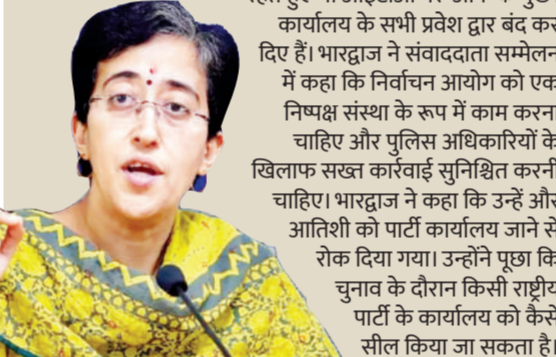 कार्यालय के सभी प्रवेश द्वार बंद कर
दिए हैं। भारद्वाज ने संवाददाता सम्मेलन
में कहा कि निर्वाचन आयोग को एक
निष्पक्ष संस्था के रूप में काम करना
चाहिए और पुलिस अधिकारियों के
खिलाफ सख्त कार्रवाई सुनिश्चित करनी
चाहिए। भारद्वाज ने कहा कि उन्हें और
आतिशी को पार्टी कार्यालय जाने से
रोक दिया गया। उन्होंने पूछा कि
चुनाव के दौरान किसी राष्ट्रीय
पार्टी के कार्यालय को कैसे
सील किया जा सकता है।